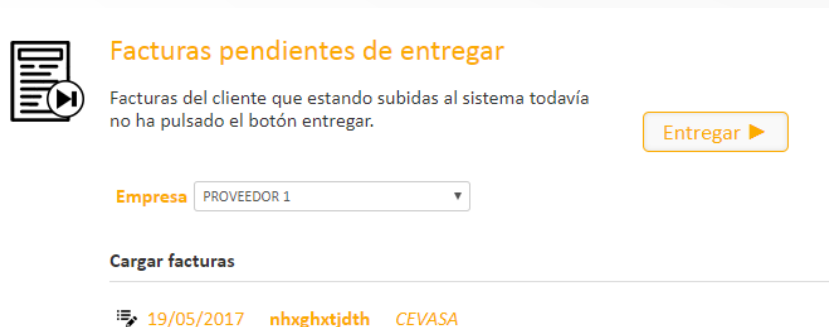 Facturas pendientes de entregar
Facturas del cliente que estando subidas al sistema todavía
no ha pulsado el botón entregar.
Entregar
Empresa PROVEEDOR 1
Cargar facturas
19/05/2017 nhxghxtjdth CEVASA